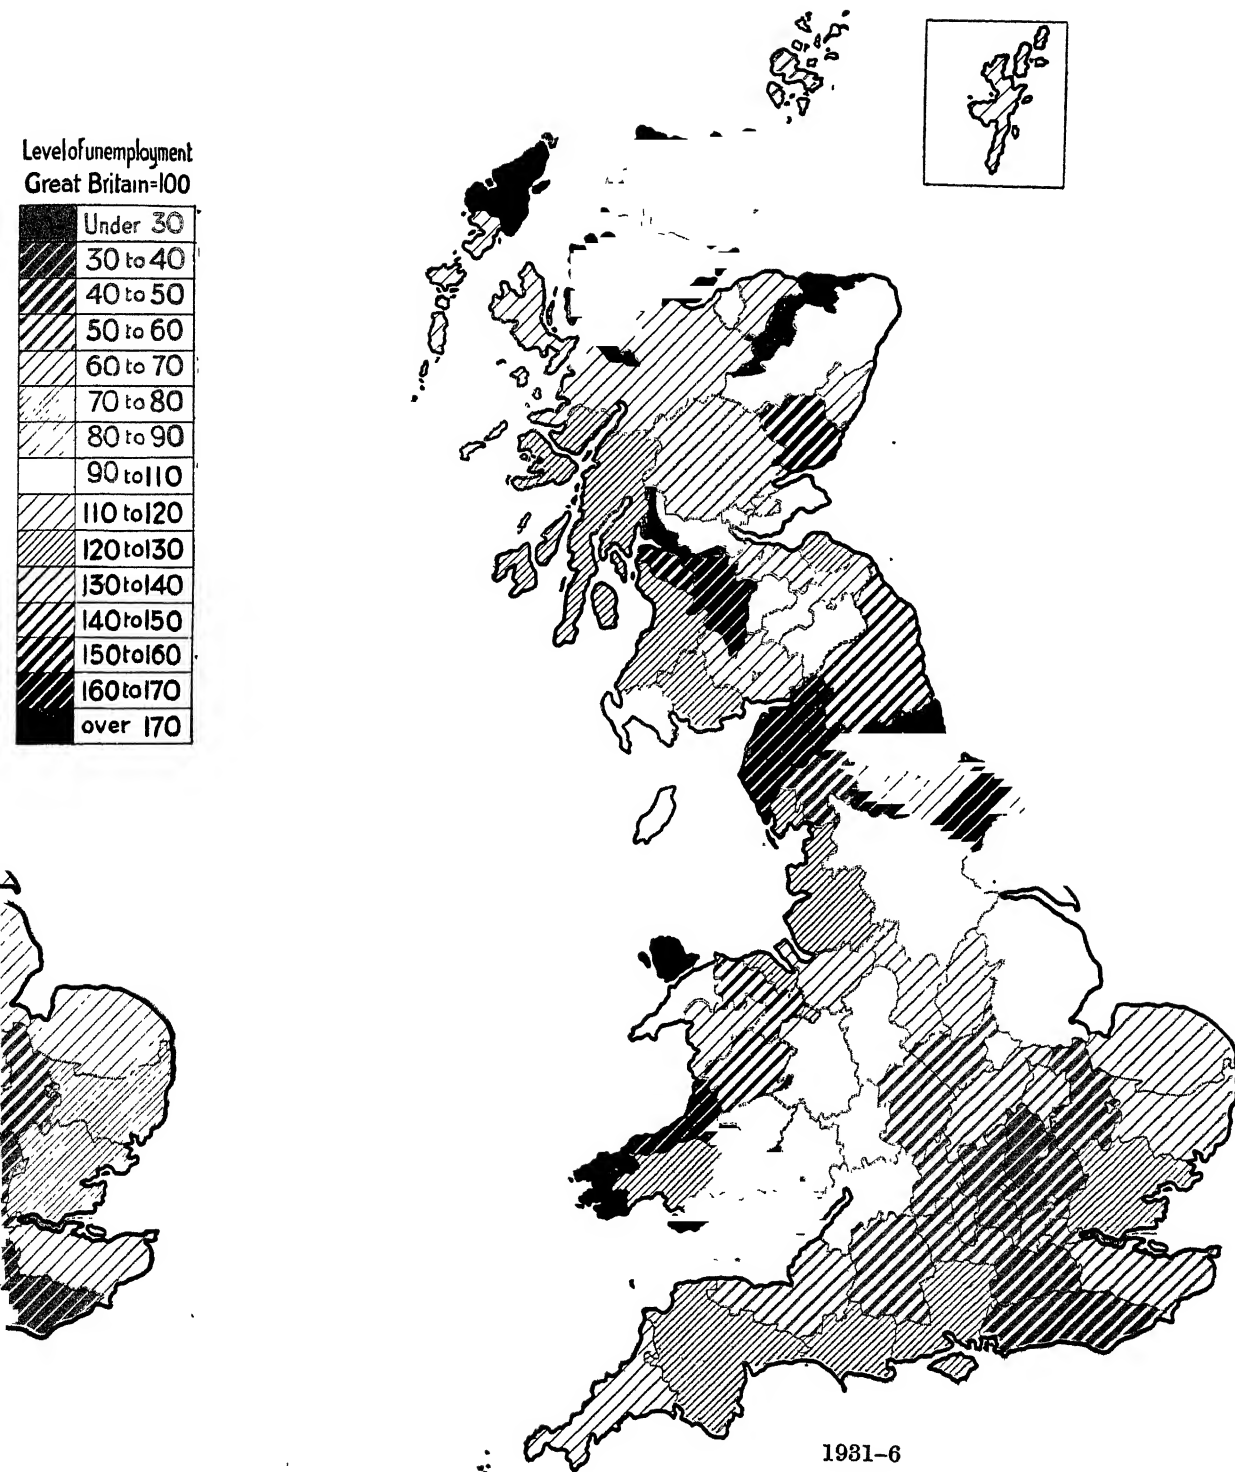 Level of unemployment
Great Britain=100
Under 30
30 to 40
40 to 50
50 to 60
60 to 70
70 to 80
80 to 90
90 to 110
110 to 120
120 to 130
130 to 140
140 to 150
150 to 160
160 to 170
over 170
1931-6